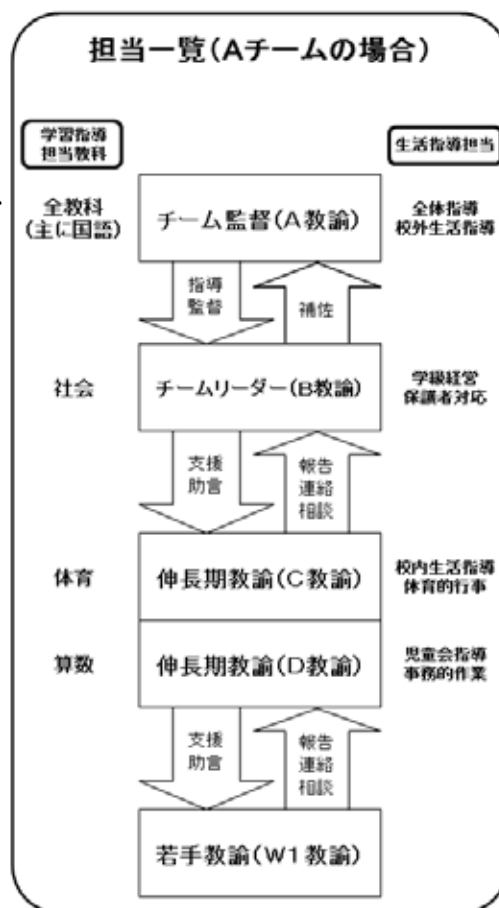 担当一覧(Aチームの場合)
学習指導
担当教科
生活指導担当
全教科
(主に国語)
チーム監督(A教諭)
全体指導
校外生活指導
指導
監督
補佐
社会
チームリーダー(B教諭)
学級経営
保護者対応
支援
助言
報告
連絡
相談
体育
伸長期教諭(C教諭)
校内生活指導
体育的行事
算数
伸長期教諭(D教諭)
児童会指導
事務的作業
支援
助言
報告
連絡
相談
若手教諭(W1教諭)